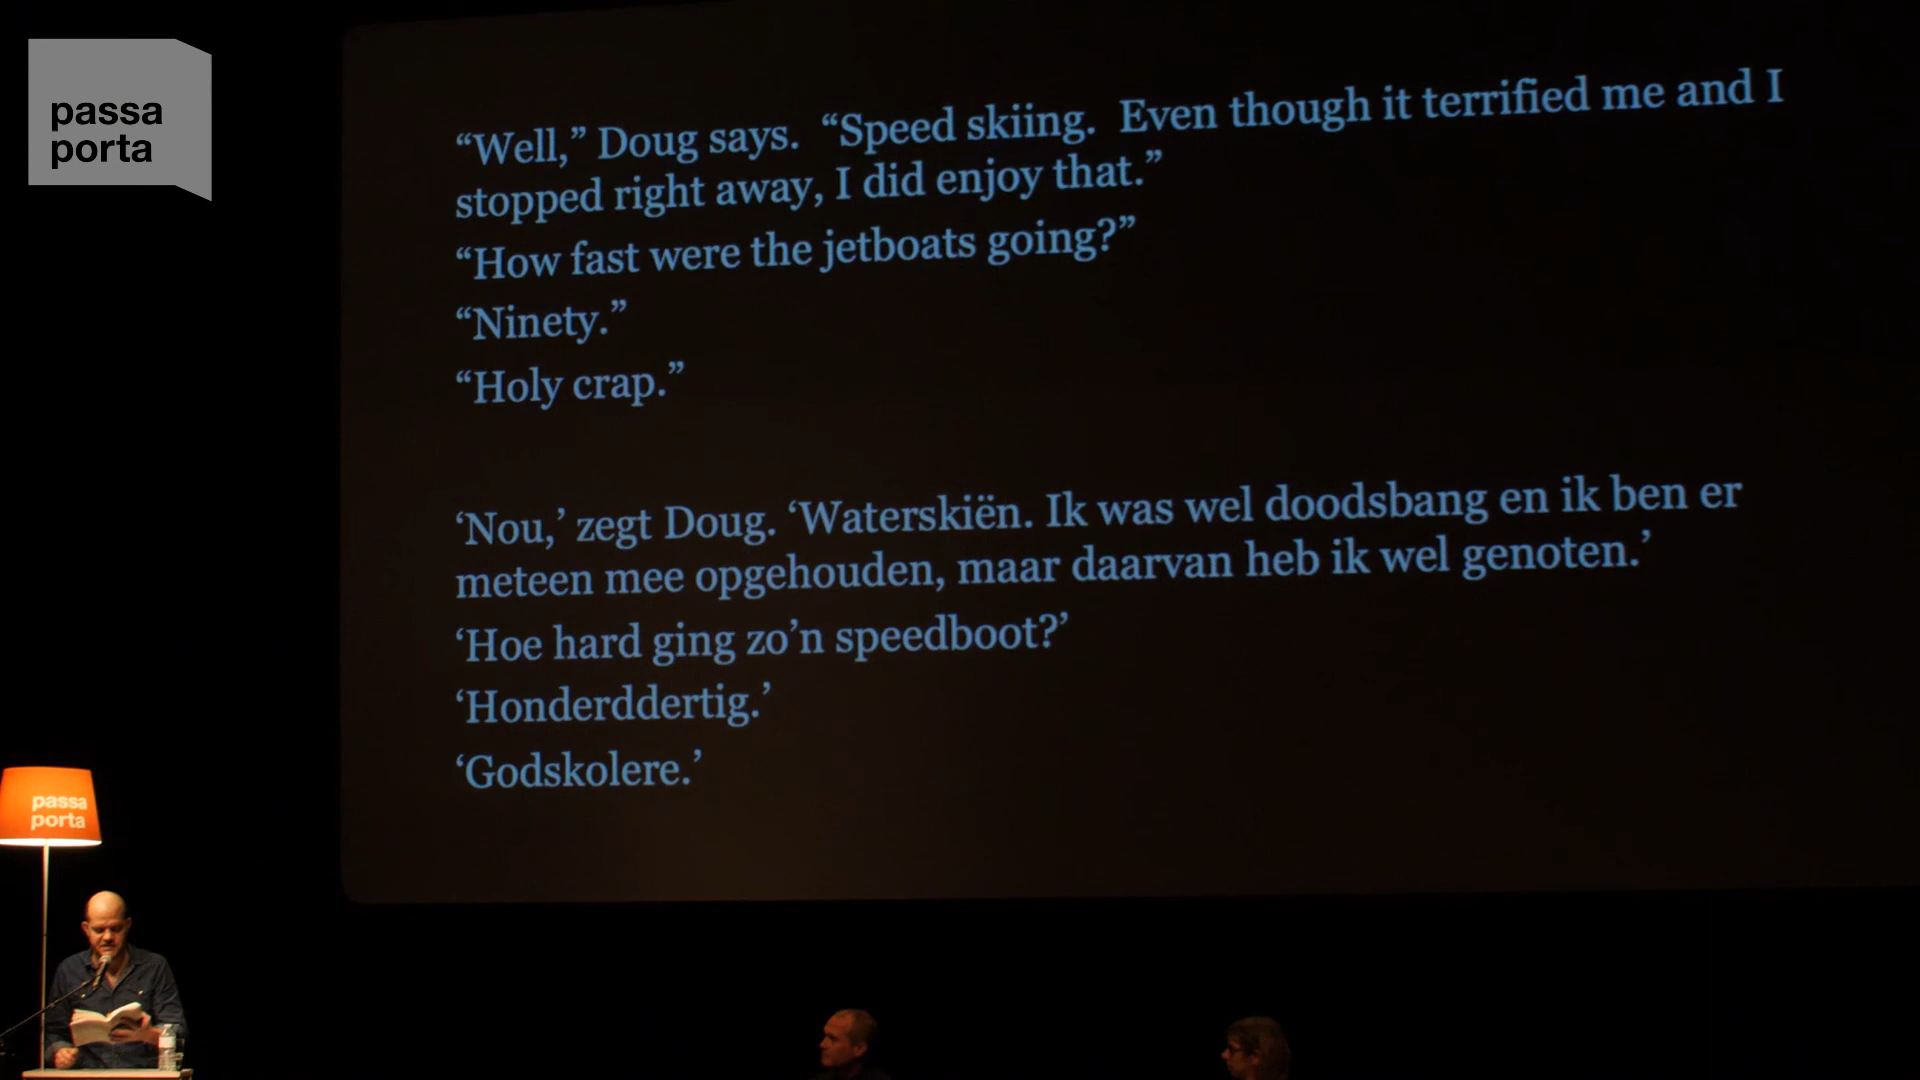 passa
porta
“Well,” Doug says. “Speed skiing. Even though it terrified me and I
stopped right away, I did enjoy that.”
“How fast were the jetboats going?”
“Ninety.”
“Holy crap.”
‘Nou,’ zegt Doug. ‘Waterskiën. Ik was wel doodsbang en ik ben er
meteen mee opgehouden, maar daarvan heb ik wel genoten.’
‘Hoe hard ging zo’n speedboot?’
‘Honderddertig.’
‘Godskolere.’
passa
porta